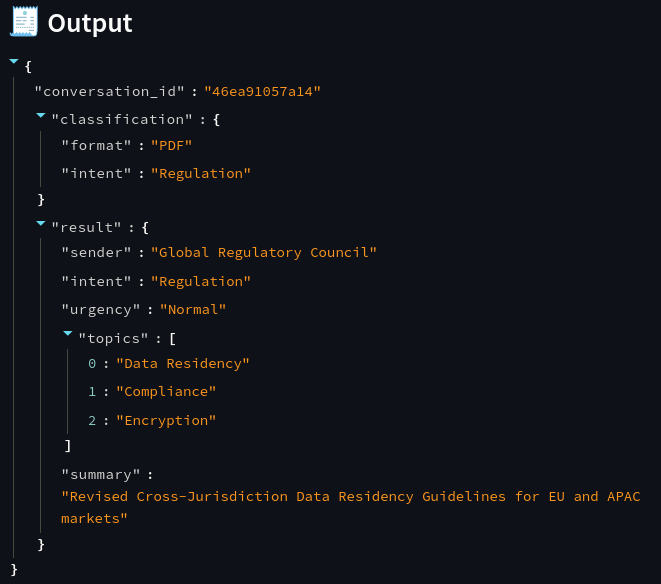 Output
{
"conversation_id" : "46ea91057a14"
"classification" : {
"format" : "PDF"
"intent" : "Regulation"
}
"result" : {
"sender" : "Global Regulatory Council"
"intent" : "Regulation"
"urgency" : "Normal"
"topics" : [
0 : "Data Residency"
1 : "Compliance"
2 : "Encryption"
]
"summary" :
"Revised Cross-Jurisdiction Data Residency Guidelines for EU and APAC
markets"
}
}